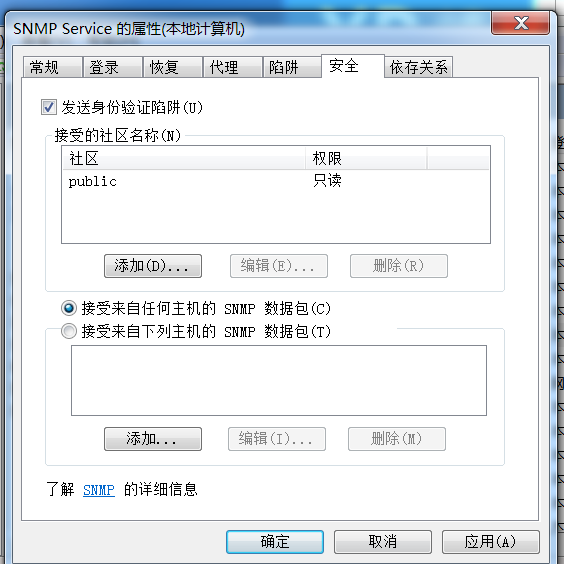 SNMP Service 的属性(本地计算机)
常规 登录 恢复 代理 陷阱 安全 依存关系
发送身份验证陷阱(U)
接受的社区名称(N)
社区 权限
public 只读
添加(D)... 编辑(E)... 删除(R)
接受来自任何主机的 SNMP 数据包(C)
接受来自下列主机的 SNMP 数据包(T)
添加... 编辑(I)... 删除(M)
了解 SNMP 的详细信息
确定 取消 应用(A)